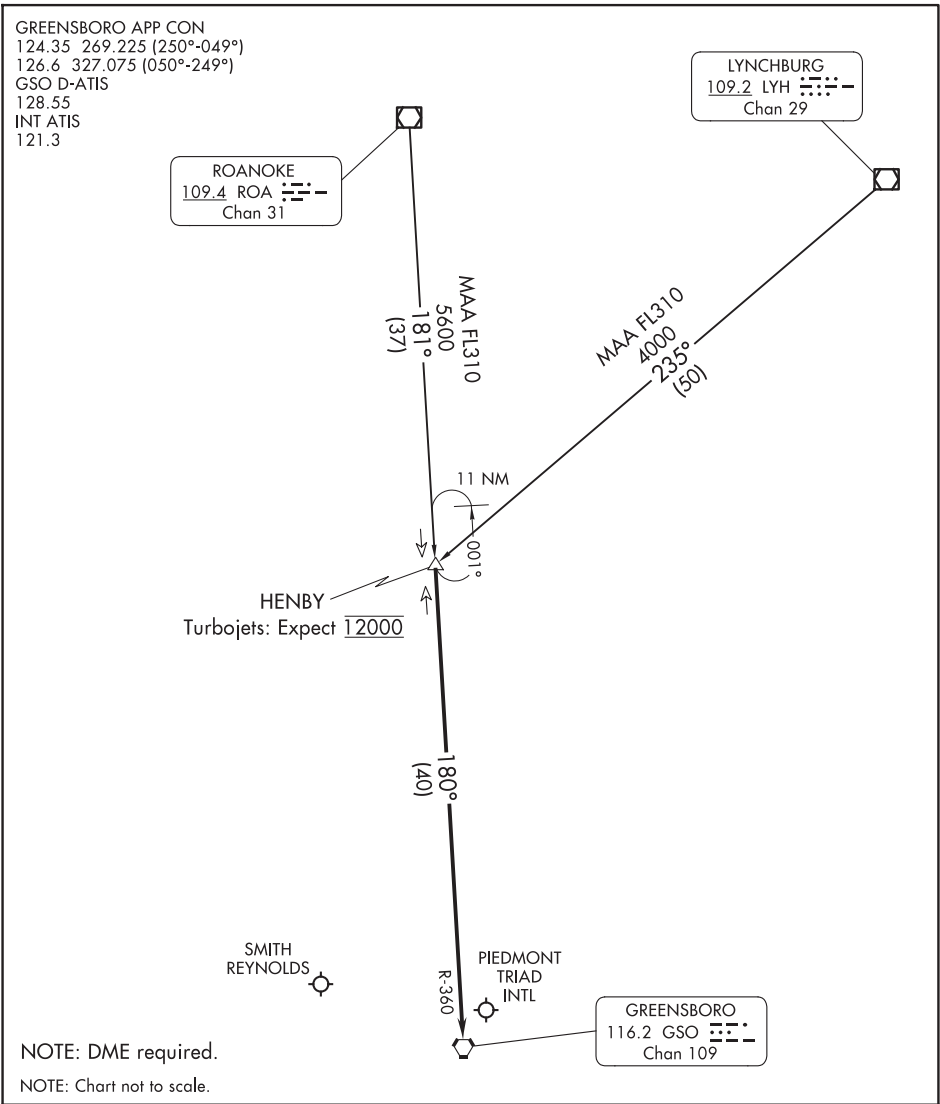 GREENSBORO APP CON
124.35 269.225 (250°-049°)
126.6 327.075 (050°-249°)
GSO D-ATIS
128.55
INT ATIS
121.3
LYNCHBURG
109.2 LYH
Chan 29
ROANOKE
109.4 ROA
Chan 31
MAA FL310
5600
181°
(37)
MAA FL310
4000
235°
(50)
11 NM
001°
HENBY
Turbojets: Expect 12000
180°
(40)
SMITH
REYNOLDS
R-360
PIEDMONT
TRIAD
INTL
GREENSBORO
116.2 GSO
Chan 109
NOTE: DME required.
NOTE: Chart not to scale.